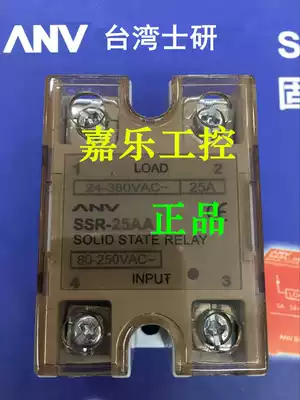 ANV 台湾士研
S
固
嘉乐工控
1 LOAD 2
24-380VAC~ 25A
ANV
SSR-25AA
正品
SOLID STATE RELAY
80-250VAC~
4 INPUT 3